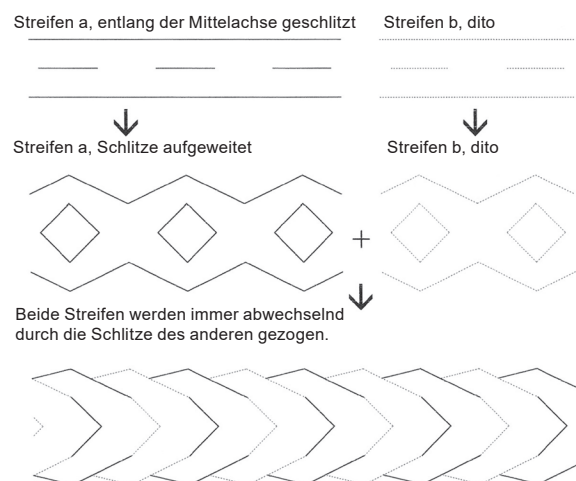 Streifen a, entlang der Mittelachse geschlitzt
Streifen b, dito
Streifen a, Schlitze aufgeweitet
Streifen b, dito
+
Beide Streifen werden immer abwechselnd
durch die Schlitze des anderen gezogen.